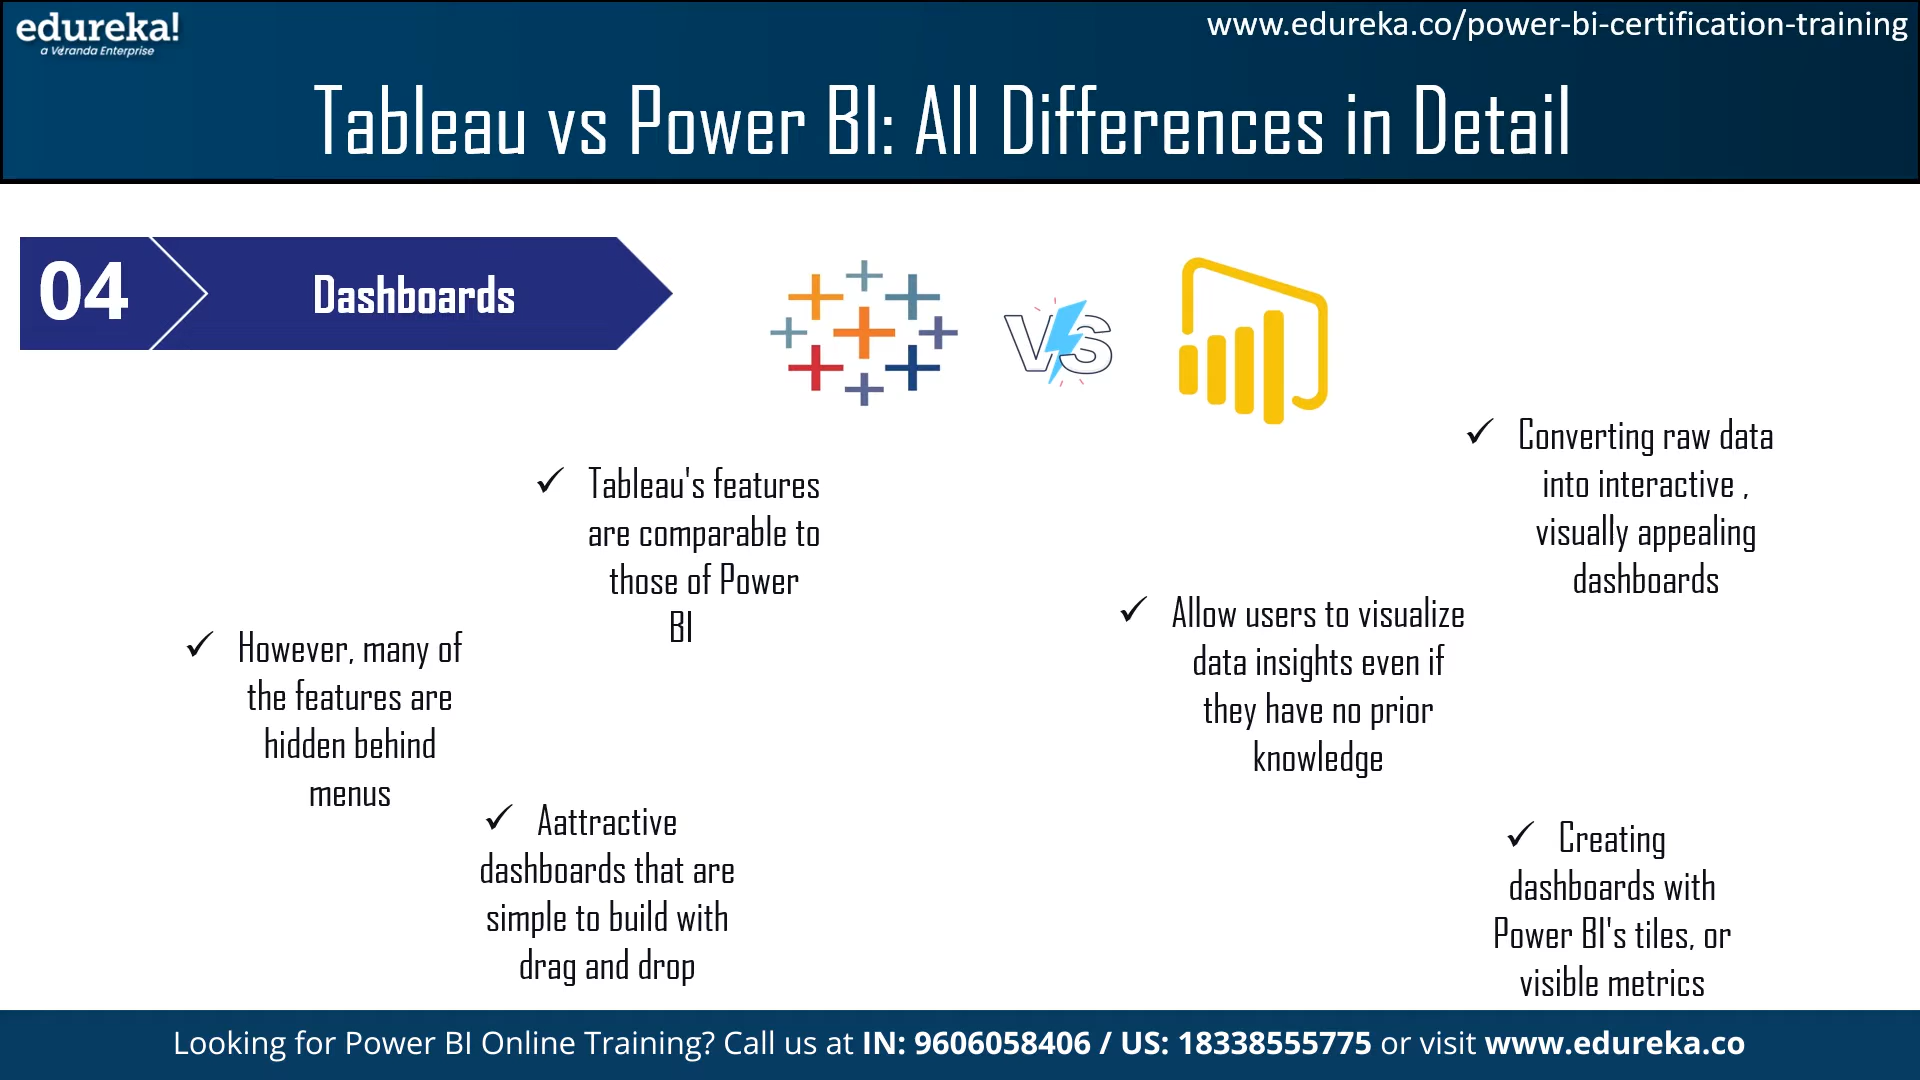 edureka!
a Veranda Enterprise
www.edureka.co/power-bi-certification-training
Tableau vs Power BI: All Differences in Detail
04
Dashboards
VS
✓ Tableau's features
are comparable to
those of Power
BI
✓ However, many of
the features are
hidden behind
menus
✓ Aattractive
dashboards that are
simple to build with
drag and drop
✓ Converting raw data
into interactive ,
visually appealing
dashboards
✓ Allow users to visualize
data insights even if
they have no prior
knowledge
✓ Creating
dashboards with
Power BI's tiles, or
visible metrics
Looking for Power BI Online Training? Call us at IN: 9606058406 / US: 18338555775 or visit www.edureka.co